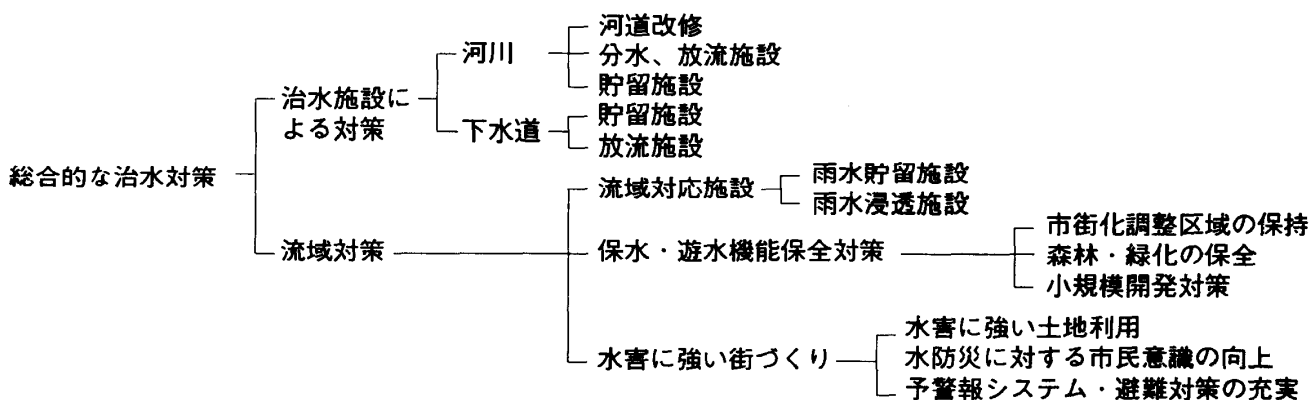 総合的な治水対策
治水施設に
よる対策
河川
河道改修
分水、放流施設
貯留施設
下水道
貯留施設
放流施設
流域対策
流域対応施設
雨水貯留施設
雨水浸透施設
保水・遊水機能保全対策
市街化調整区域の保持
森林・緑化の保全
小規模開発対策
水害に強い街づくり
水害に強い土地利用
水防災に対する市民意識の向上
予警報システム・避難対策の充実